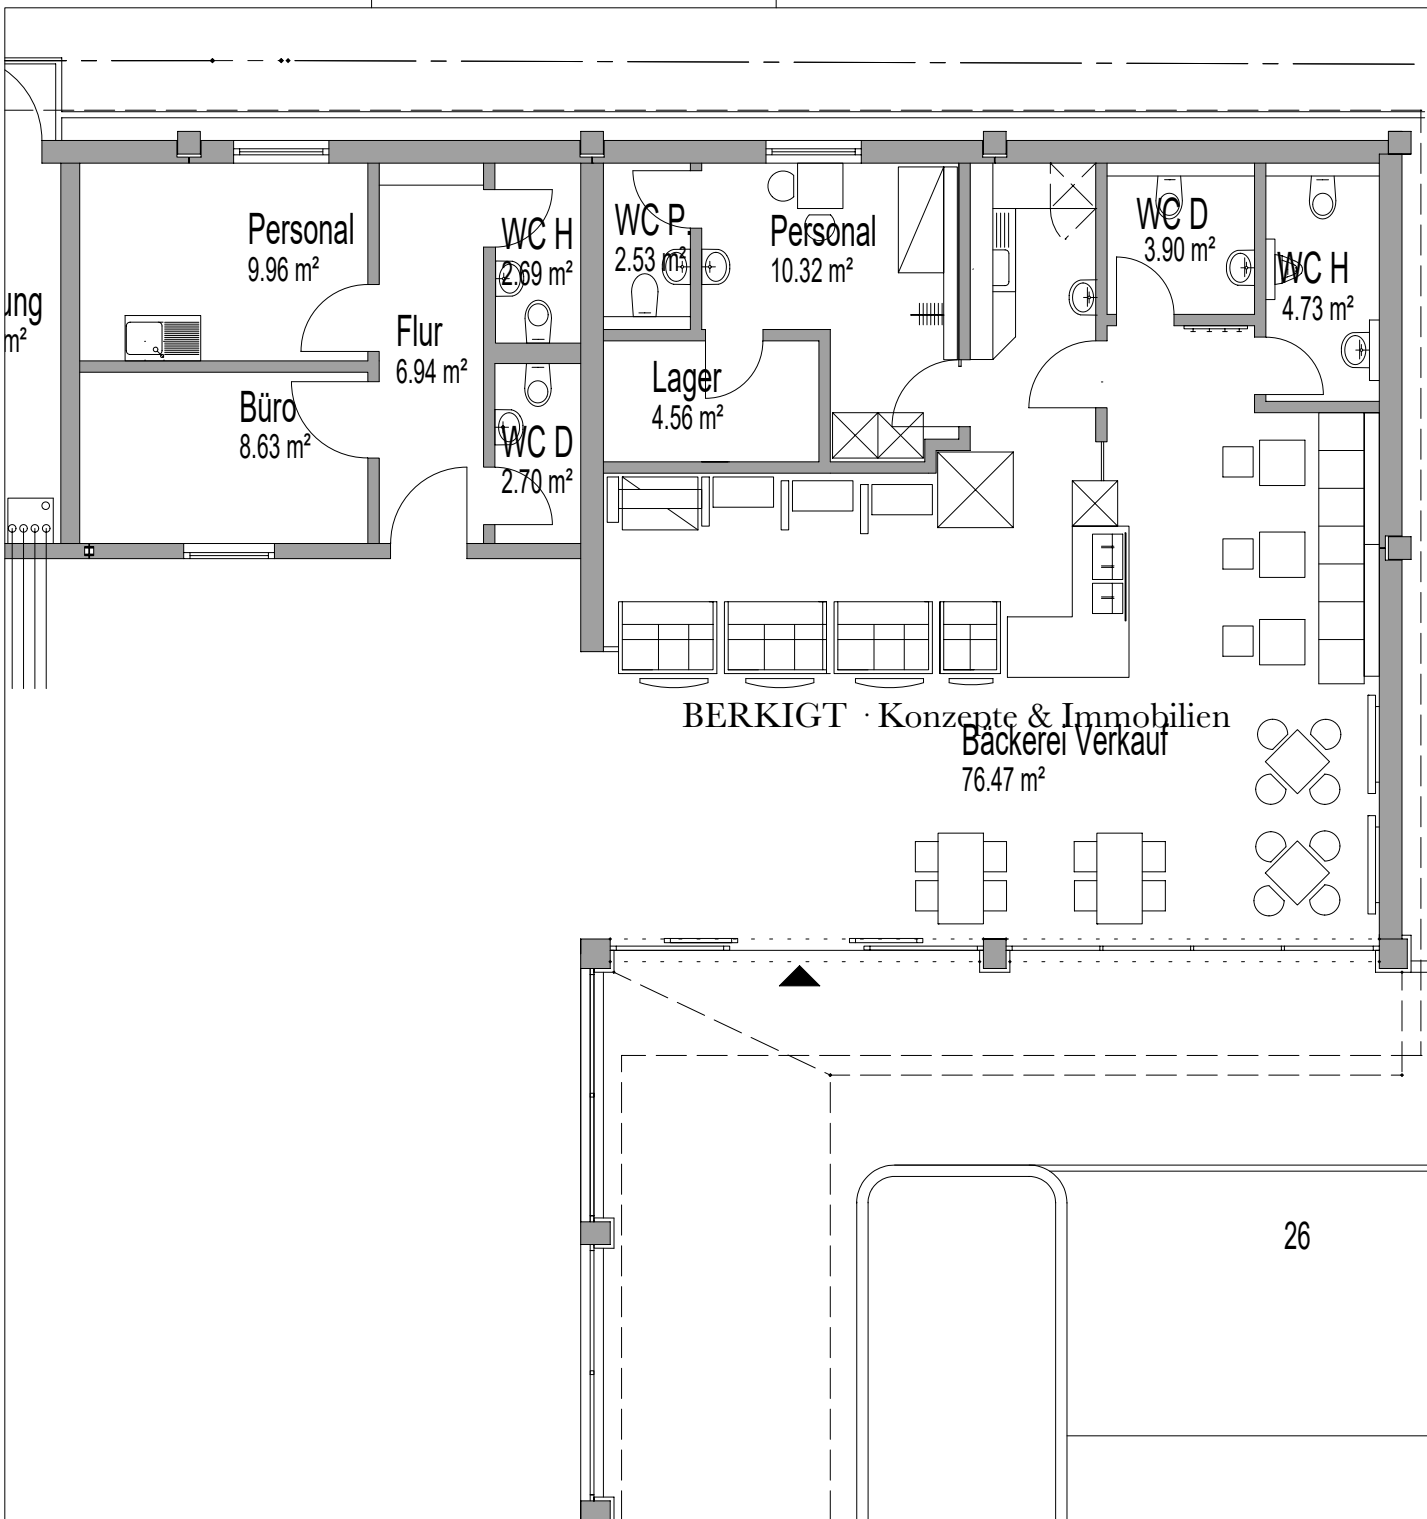 Personal
9.96 m²
WC H
2.69 m²
WC P
2.53 m²
Personal
10.32 m²
WC D
3.90 m²
WC H
4.73 m²
ung
m²
Flur
6.94 m²
Büro
8.63 m²
Lager
4.56 m²
WC D
2.70 m²
BERKIGT · Konzepte & Immobilien
Bäckerei Verkauf
76.47 m²
26